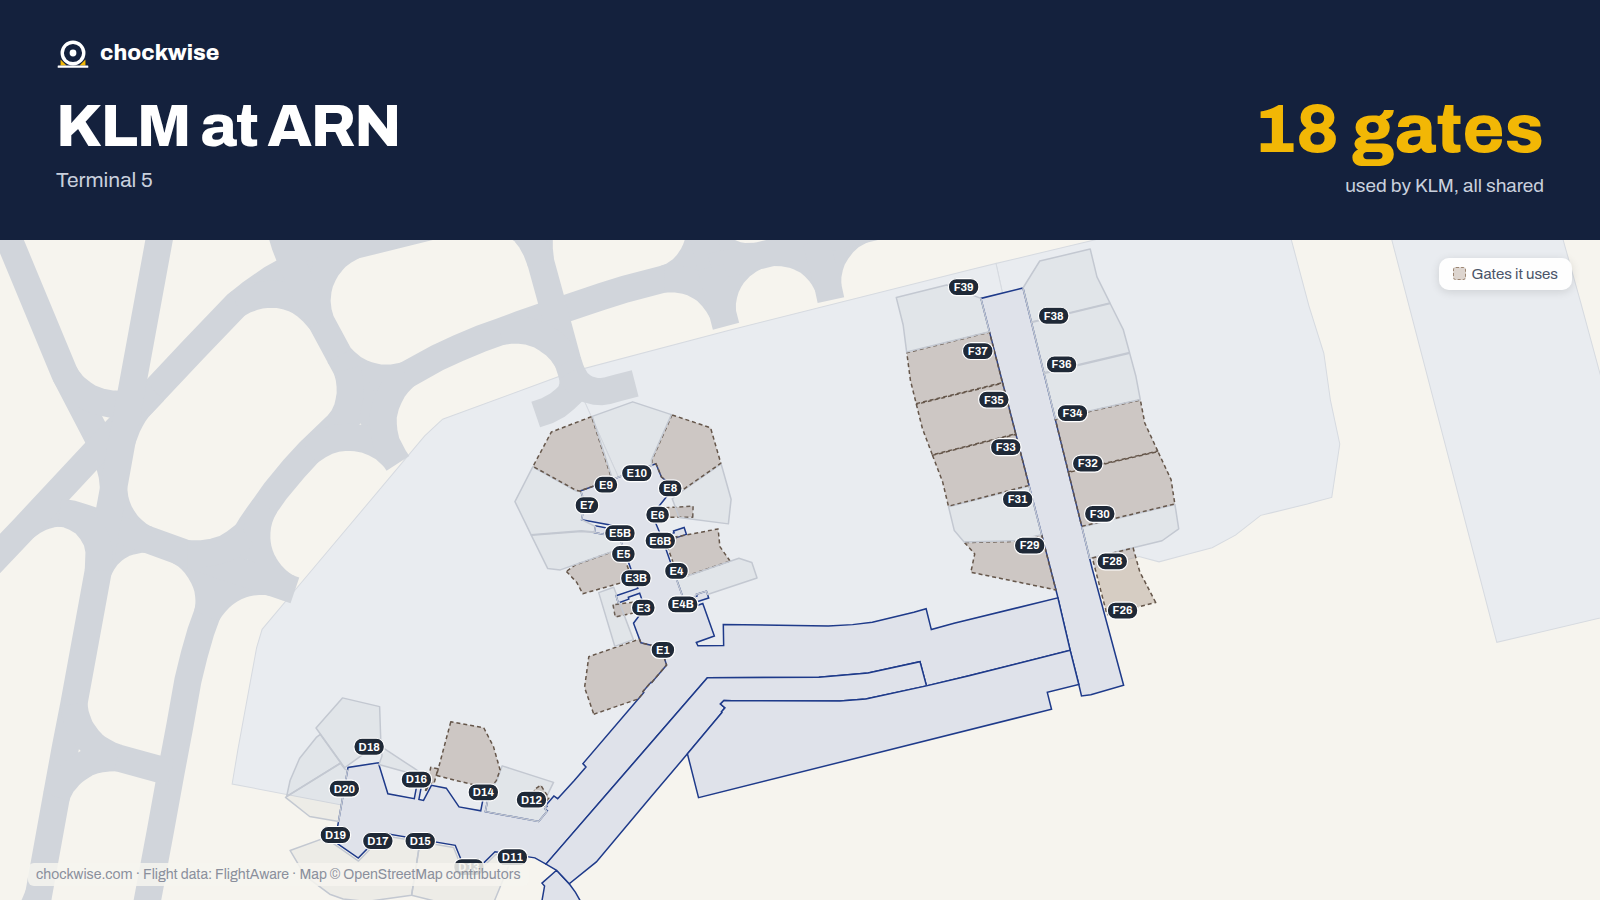 chockwise
KLM at ARN
Terminal 5
18 gates
used by KLM, all shared
Gates it uses
F39
F38
F37
F36
F35
F34
F33
F32
F31
F30
F29
F28
F26
E10
E9
E8
E7
E6
E5B
E6B
E5
E4
E3B
E3
E4B
E1
D18
D16
D20
D14
D12
D19
D17
D15
D11
chockwise.com · Flight data: FlightAware · Map © OpenStreetMap contributors